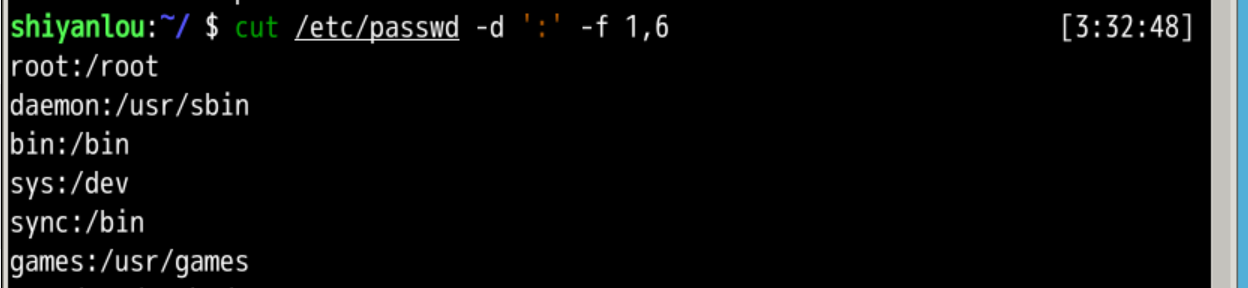 shiyanlou:~/ $ cut /etc/passwd -d ':' -f 1,6 [3:32:48]
root:/root
daemon:/usr/sbin
bin:/bin
sys:/dev
sync:/bin
games:/usr/games